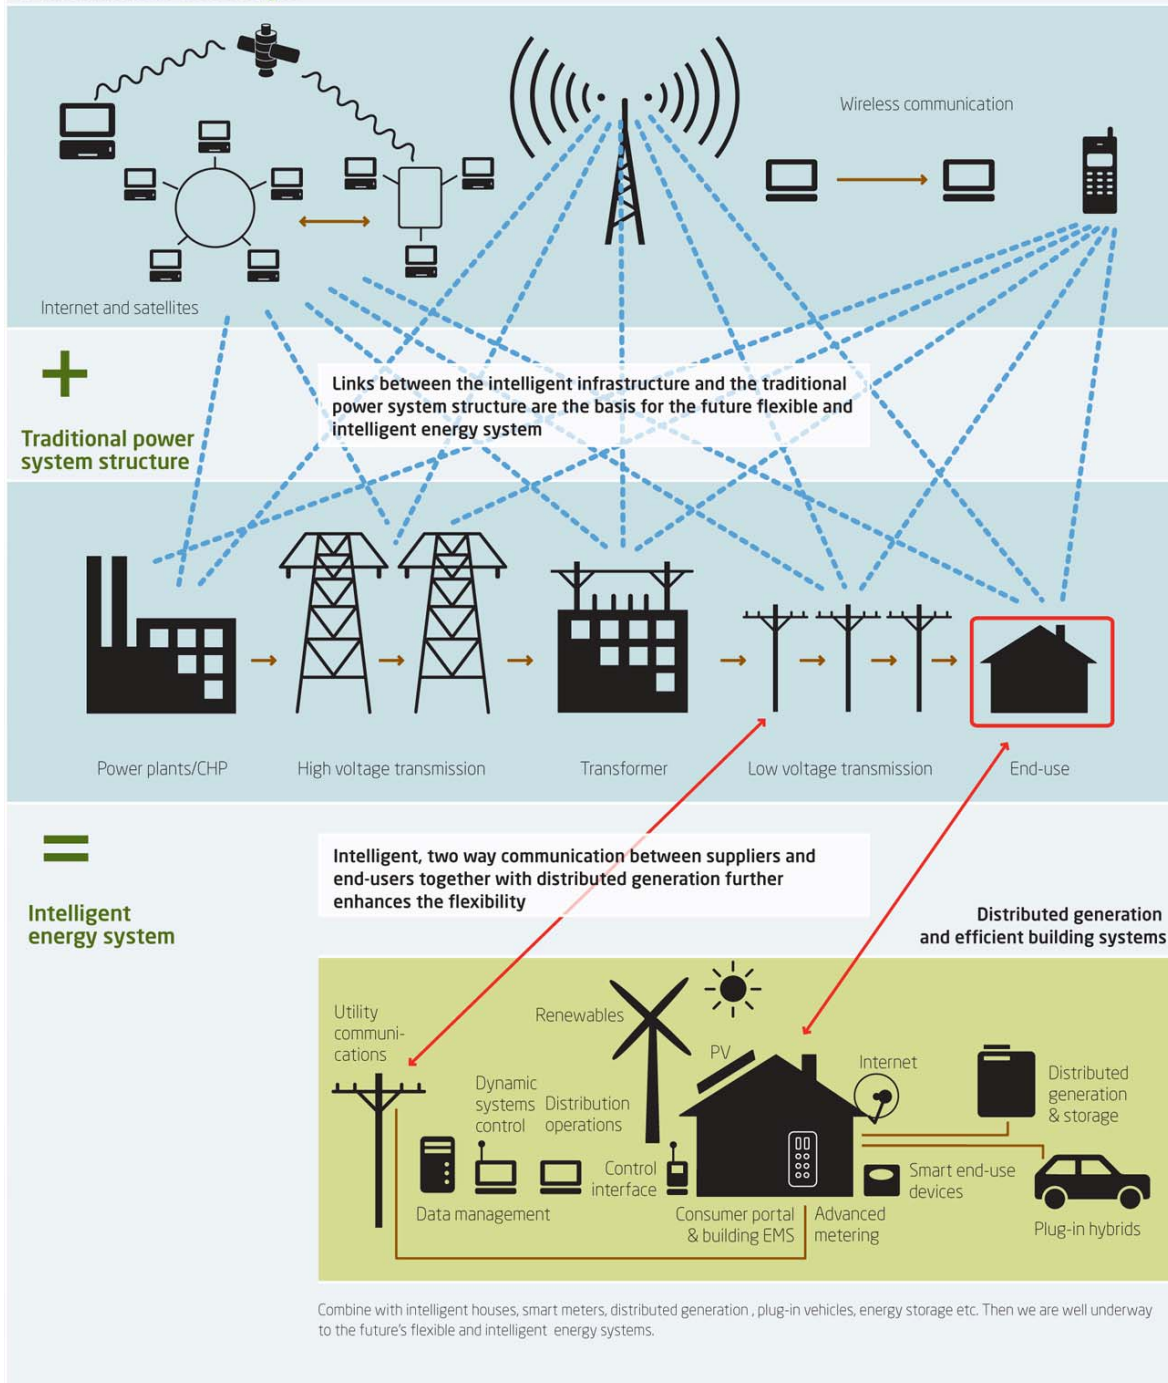 Wireless communication
Internet and satellites
+
Traditional power
system structure
Links between the intelligent infrastructure and the traditional
power system structure are the basis for the future flexible and
intelligent energy system
Power plants/CHP
High voltage transmission
Transformer
Low voltage transmission
End-use
=
Intelligent
energy system
Intelligent, two way communication between suppliers and
end-users together with distributed generation further
enhances the flexibility
Distributed generation
and efficient building systems
Utility
communi-
cations
Renewables
PV
Internet
Distributed
generation
& storage
Dynamic
systems
control
Distribution
operations
Control
interface
Smart end-use
devices
Data management
Consumer portal
& building EMS
Advanced
metering
Plug-in hybrids
Combine with intelligent houses, smart meters, distributed generation , plug-in vehicles, energy storage etc. Then we are well underway
to the future's flexible and intelligent energy systems.